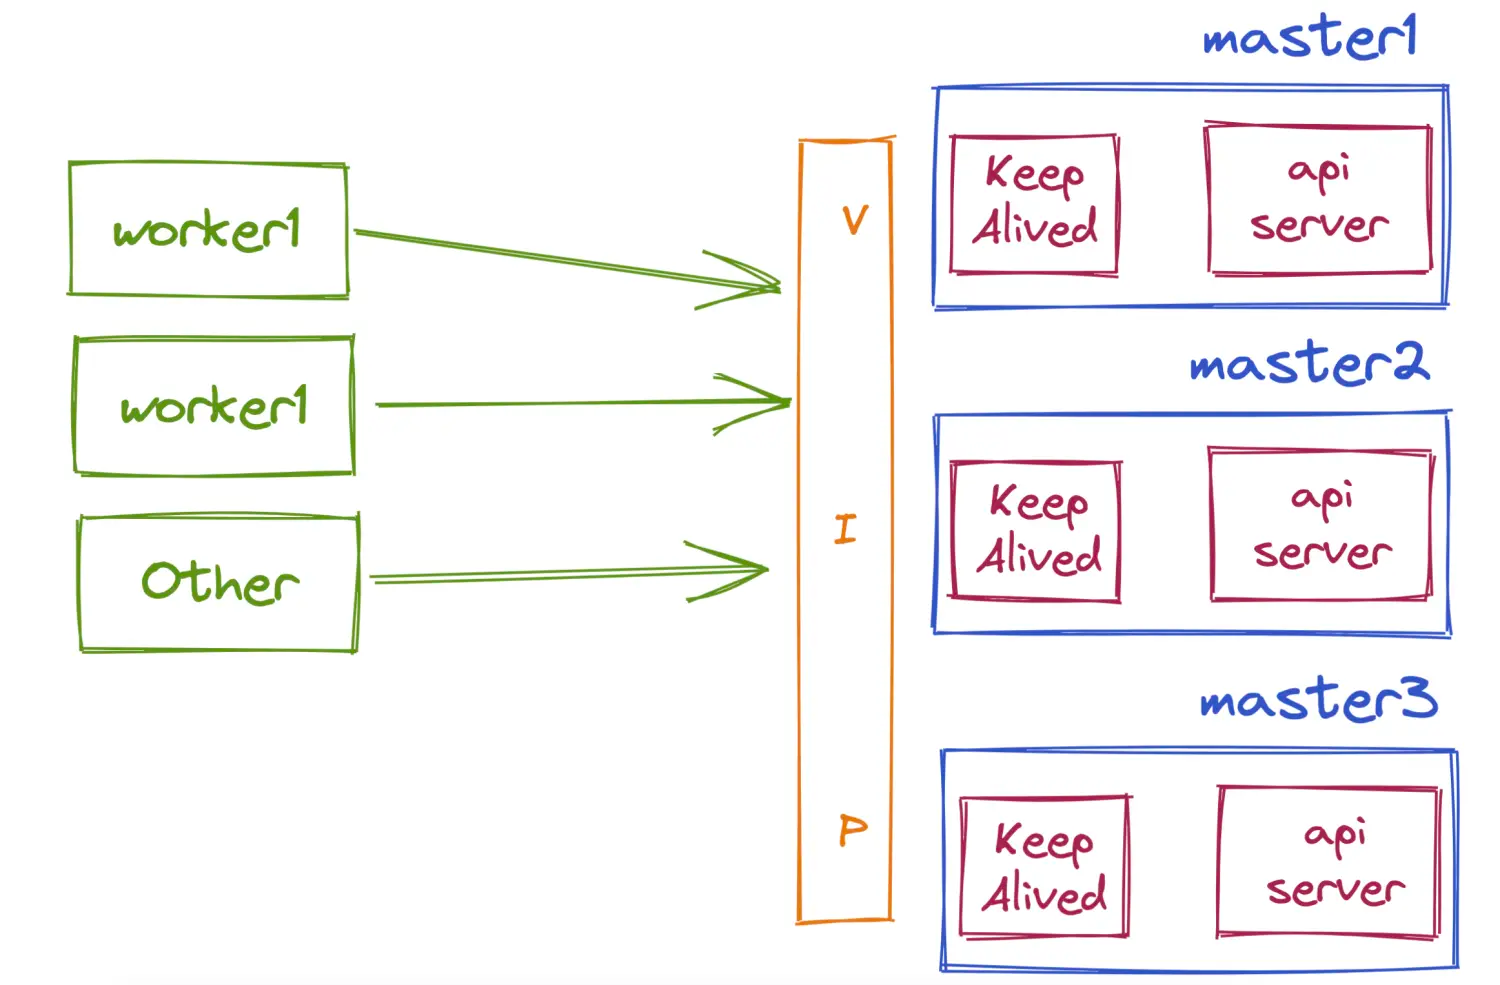 worker1
worker1
Other
V
I
P
master1
Keep
Alived
api
server
master2
Keep
Alived
api
server
master3
Keep
Alived
api
server